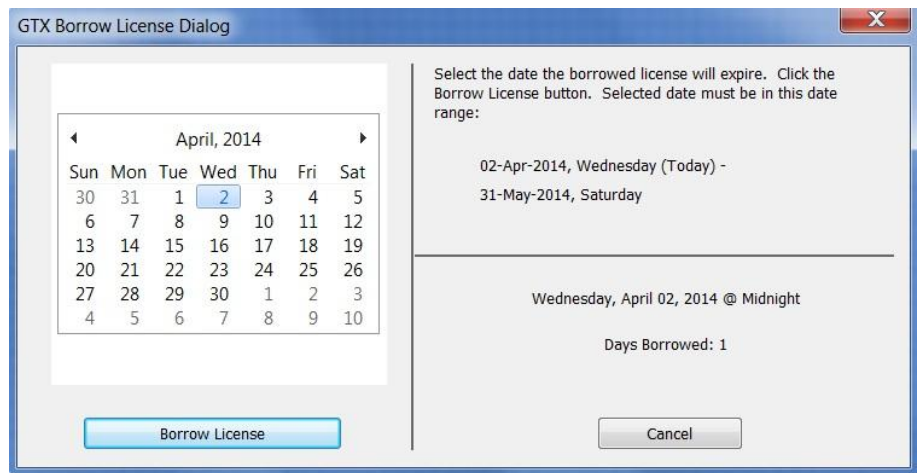 GTX Borrow License Dialog
April, 2014
Sun Mon Tue Wed Thu Fri Sat
30 31 1 2 3 4 5
6 7 8 9 10 11 12
13 14 15 16 17 18 19
20 21 22 23 24 25 26
27 28 29 30 1 2 3
4 5 6 7 8 9 10
Borrow License
Select the date the borrowed license will expire. Click the
Borrow License button. Selected date must be in this date
range:
02-Apr-2014, Wednesday (Today) -
31-May-2014, Saturday
Wednesday, April 02, 2014 @ Midnight
Days Borrowed: 1
Cancel